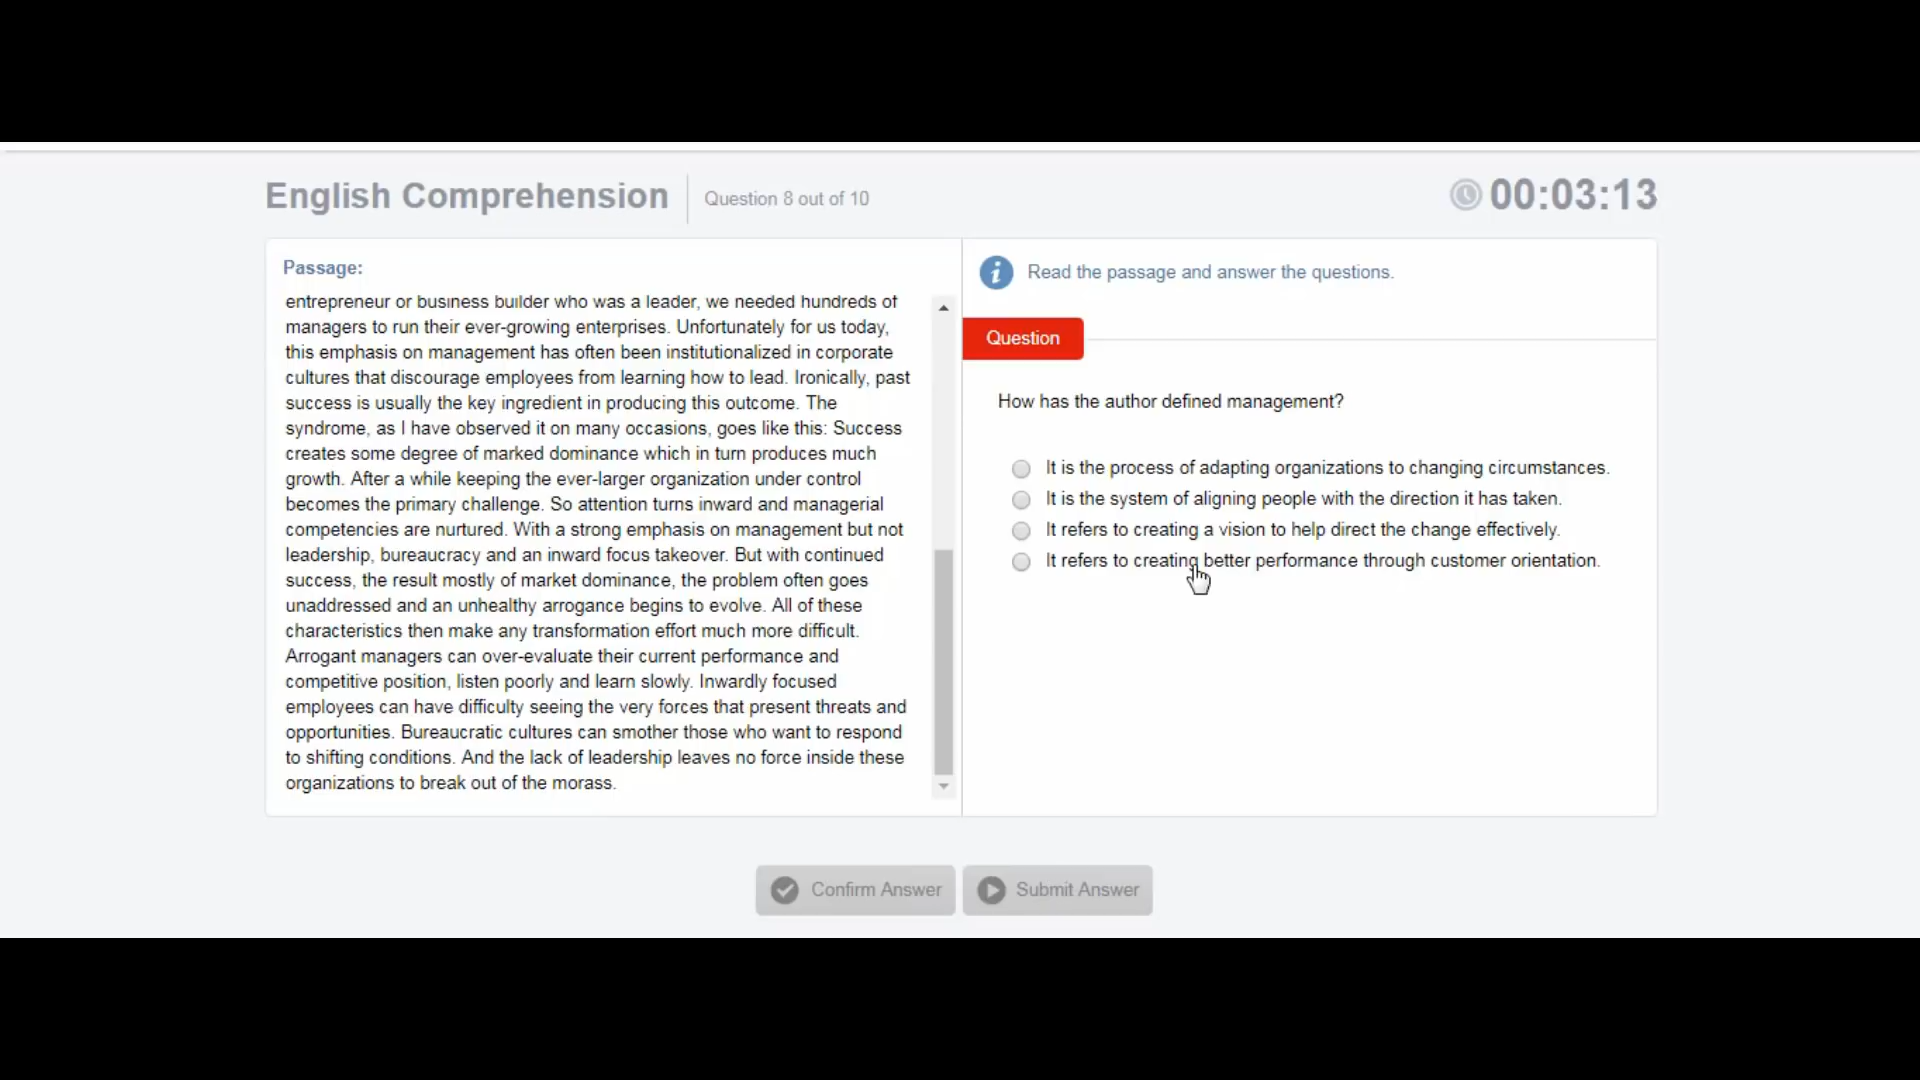 English Comprehension
Question 8 out of 10
00:03:13
Passage:
entrepreneur or business builder who was a leader, we needed hundreds of
managers to run their ever-growing enterprises. Unfortunately for us today,
this emphasis on management has often been institutionalized in corporate
cultures that discourage employees from learning how to lead. Ironically, past
success is usually the key ingredient in producing this outcome. The
syndrome, as I have observed it on many occasions, goes like this: Success
creates some degree of marked dominance which in turn produces much
growth. After a while keeping the ever-larger organization under control
becomes the primary challenge. So attention turns inward and managerial
competencies are nurtured. With a strong emphasis on management but not
leadership, bureaucracy and an inward focus takeover. But with continued
success, the result mostly of market dominance, the problem often goes
unaddressed and an unhealthy arrogance begins to evolve. All of these
characteristics then make any transformation effort much more difficult.
Arrogant managers can over-evaluate their current performance and
competitive position, listen poorly and learn slowly. Inwardly focused
employees can have difficulty seeing the very forces that present threats and
opportunities. Bureaucratic cultures can smother those who want to respond
to shifting conditions. And the lack of leadership leaves no force inside these
organizations to break out of the morass.
Read the passage and answer the questions.
Question
How has the author defined management?
It is the process of adapting organizations to changing circumstances.
It is the system of aligning people with the direction it has taken.
It refers to creating a vision to help direct the change effectively.
It refers to creating better performance through customer orientation.
Confirm Answer
Submit Answer